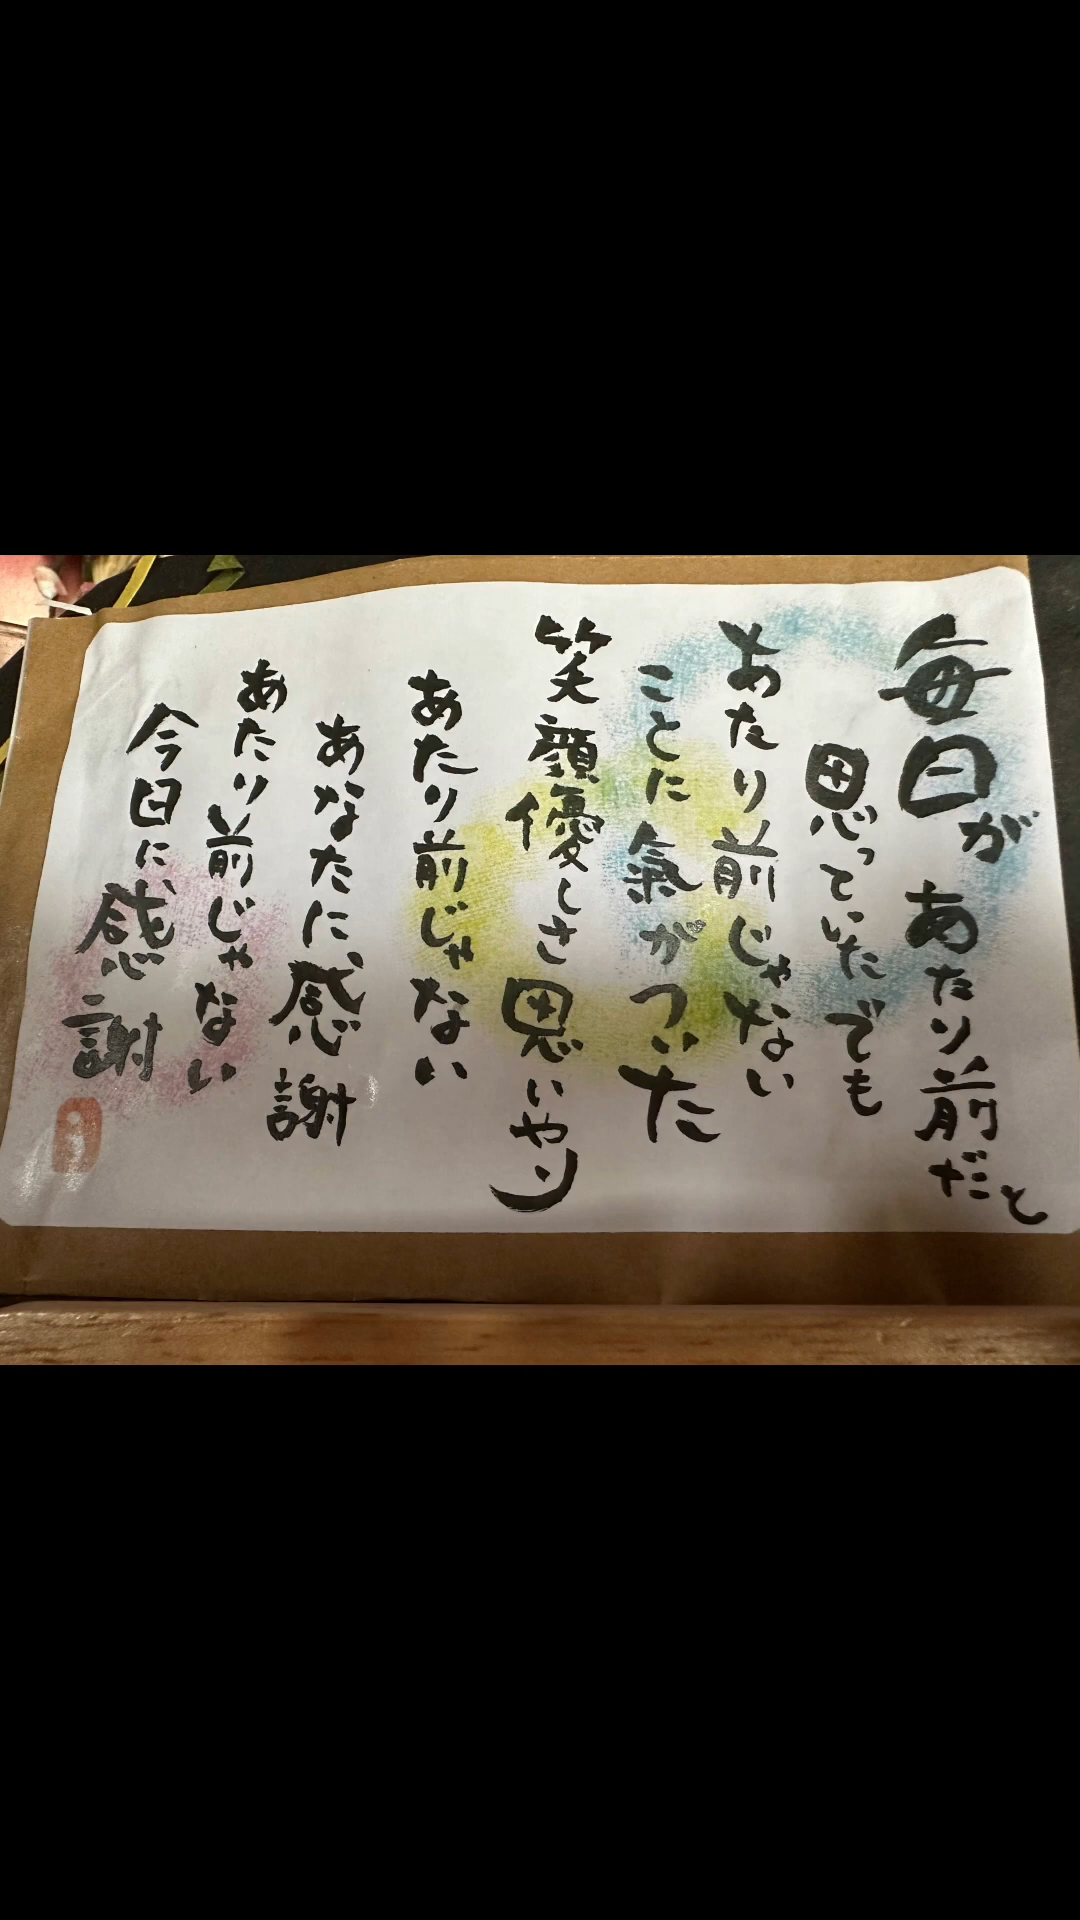 毎日が あたり前だと
思っていた でも
あたり前じゃない
ことに氣がつ゛いた
笑顔優しさ思いやり
あたり前じゃない
あなたに、感謝
あたり前じゃない
今日に感謝